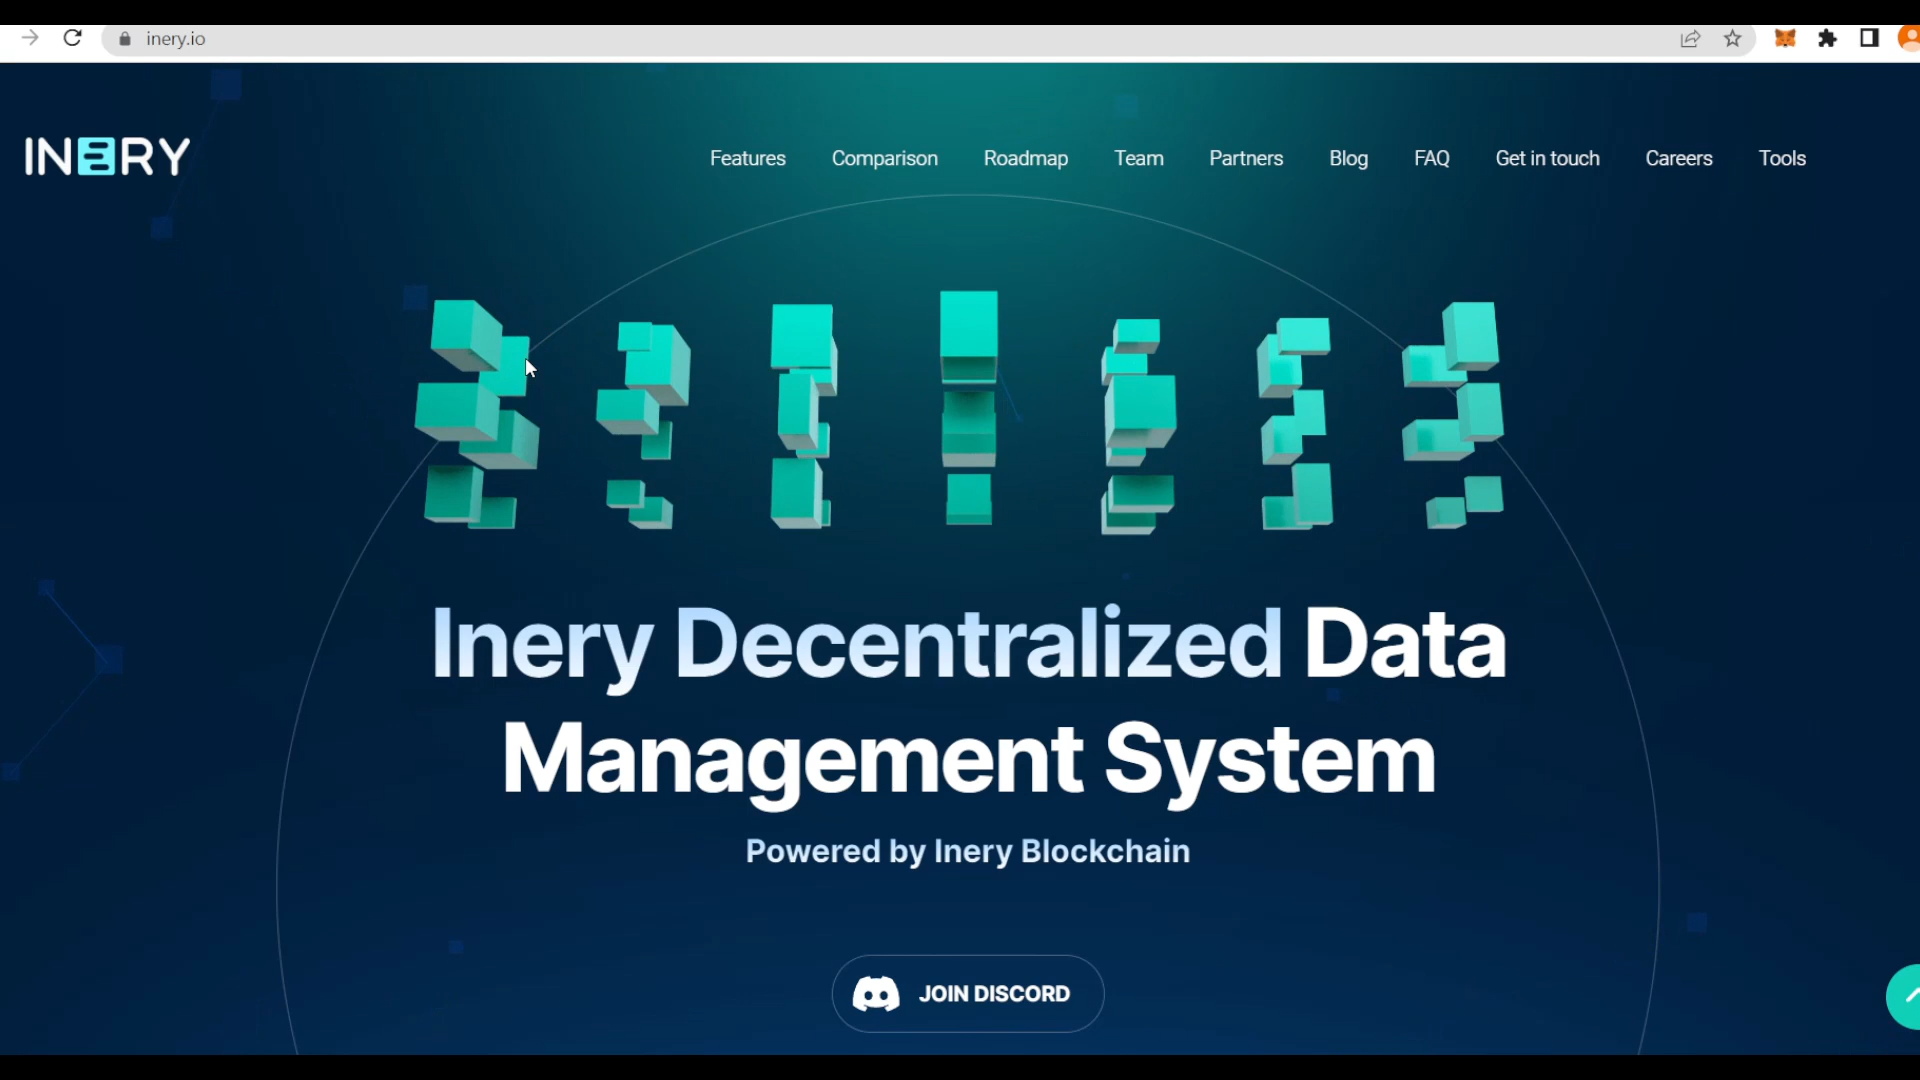 inery.io
INERY
Features Comparison Roadmap Team Partners Blog FAQ Get in touch Careers Tools
Inery Decentralized Data
Management System
Powered by Inery Blockchain
JOIN DISCORD